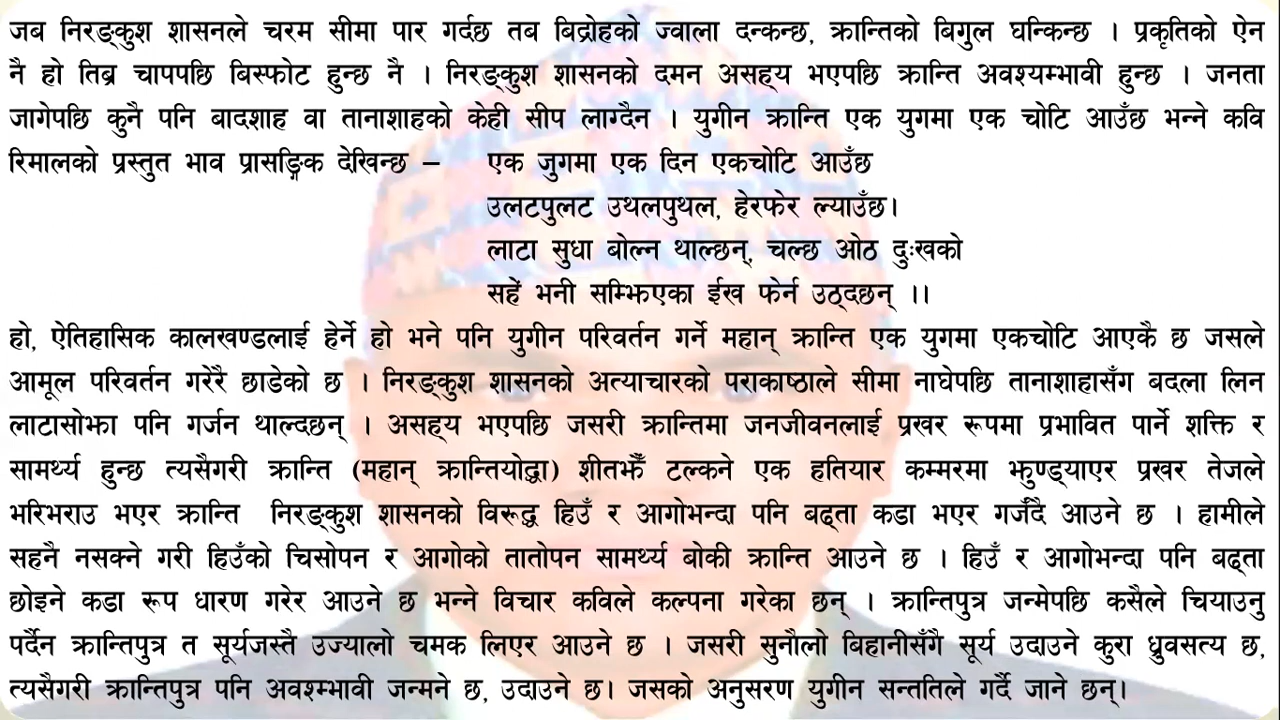 जब निरङ्कुश शासनले चरम सीमा पार गर्दछ तब बिद्रोहको ज्वाला दन्कन्छ, क्रान्तिको बिगुल घन्किन्छ । प्रकृतिको ऐन
नै हो तिब्र चापपछि बिस्फोट हुन्छ नै । निरङ्कुश शासनको दमन असह्य भएपछि क्रान्ति अवश्यम्भावी हुन्छ । जनता
जागेपछि कुनै पनि बादशाह वा तानाशाहको केही सीप लाग्दैन । युगीन क्रान्ति एक युगमा एक चोटि आउँछ भन्ने कवि
रिमालको प्रस्तुत भाव प्रासङ्गिक देखिन्छ – एक जुगमा एक दिन एकचोटि आउँछ
उलटपुलट उथलपुथल, हेरफेर ल्याउँछ।
लाटा सुधा बोल्न थाल्छन्, चल्छ ओठ दुःखको
सहें भनी सम्झिएका ईख फेर्न उठ्दछन् ।।
हो, ऐतिहासिक कालखण्डलाई हेर्ने हो भने पनि युगीन परिवर्तन गर्ने महान् क्रान्ति एक युगमा एकचोटि आएकै छ जसले
आमूल परिवर्तन गरेरै छाडेको छ । निरङ्कुश शासनको अत्याचारको पराकाष्ठाले सीमा नाघेपछि तानाशाहासँग बदला लिन
लाटासोझा पनि गर्जन थाल्दछन् । असह्य भएपछि जसरी क्रान्तिमा जनजीवनलाई प्रखर रूपमा प्रभावित पार्ने शक्ति र
सामर्थ्य हुन्छ त्यसैगरी क्रान्ति (महान् क्रान्तियोद्धा) शीतझैँ टल्कने एक हतियार कम्मरमा झुण्ड्याएर प्रखर तेजले
भरिभराउ भएर क्रान्ति निरङ्कुश शासनको विरूद्ध हिउँ र आगोभन्दा पनि बढ्ता कडा भएर गर्जँदै आउने छ । हामीले
सहनै नसक्ने गरी हिउँको चिसोपन र आगोको तातोपन सामर्थ्य बोकी क्रान्ति आउने छ । हिउँ र आगोभन्दा पनि बढ्ता
छोइने कडा रूप धारण गरेर आउने छ भन्ने विचार कविले कल्पना गरेका छन् । क्रान्तिपुत्र जन्मेपछि कसैले चियाउनु
पर्दैन क्रान्तिपुत्र त सूर्यजस्तै उज्यालो चमक लिएर आउने छ । जसरी सुनौलो बिहानीसँगै सूर्य उदाउने कुरा ध्रुवसत्य छ,
त्यसैगरी क्रान्तिपुत्र पनि अवश्म्भावी जन्मने छ, उदाउने छ। जसको अनुसरण युगीन सन्ततिले गर्दै जाने छन्।